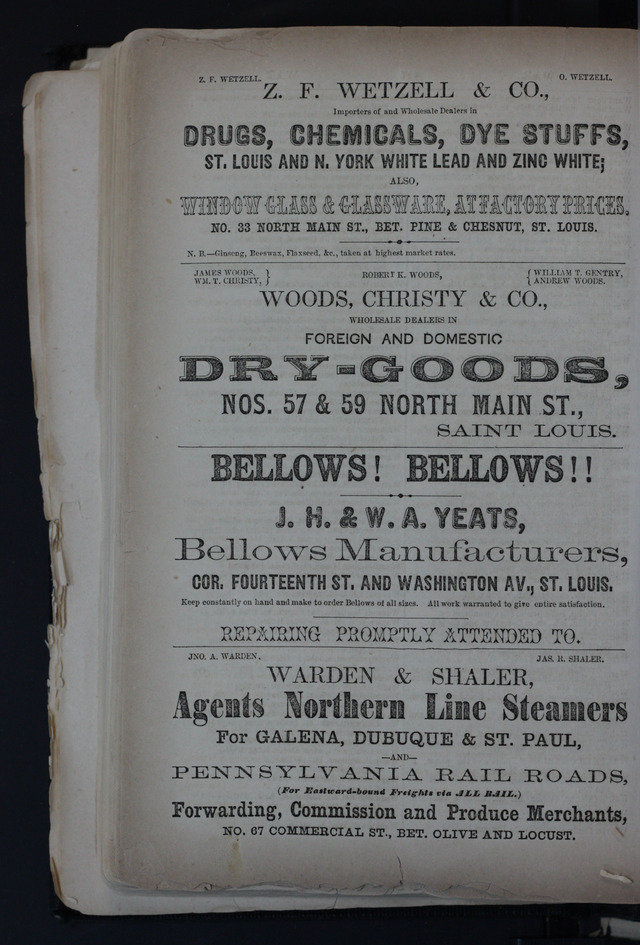 Z. F. WETZELL. O. WETZELL.
Z. F. WETZELL & CO.,
Importers of and Wholesale Dealers in
DRUGS, CHEMICALS, DYE STUFFS,
ST. LOUIS AND N. YORK WHITE LEAD AND ZINC WHITE;
ALSO,
WINDOW GLASS & GLASSWARE, AT FACTORY PRICES.
NO. 33 NORTH MAIN ST., BET. PINE & CHESNUT, ST. LOUIS.
N. B.—Ginseng, Beeswax, Flaxseed, &c., taken at highest market rates.
JAMES WOODS, } ROBERT K. WOODS, { WILLIAM T. GENTRY,
WM. T. CHRISTY, } { ANDREW WOODS.
WOODS, CHRISTY & CO.,
WHOLESALE DEALERS IN
FOREIGN AND DOMESTIC
DRY-GOODS,
NOS. 57 & 59 NORTH MAIN ST.,
SAINT LOUIS.
BELLOWS! BELLOWS!!
J. H. & W. A. YEATS,
Bellows Manufacturers,
COR. FOURTEENTH ST. AND WASHINGTON AV., ST. LOUIS.
Keep constantly on hand and make to order Bellows of all sizes. All work warranted to give entire satisfaction.
REPAIRING PROMPTLY ATTENDED TO.
JNO. A. WARDEN. JAS. R. SHALER.
WARDEN & SHALER,
Agents Northern Line Steamers
For GALENA, DUBUQUE & ST. PAUL,
—AND—
PENNSYLVANIA RAIL ROADS,
(For Eastward-bound Freights via ALL RAIL.)
Forwarding, Commission and Produce Merchants,
NO. 67 COMMERCIAL ST., BET. OLIVE AND LOCUST.